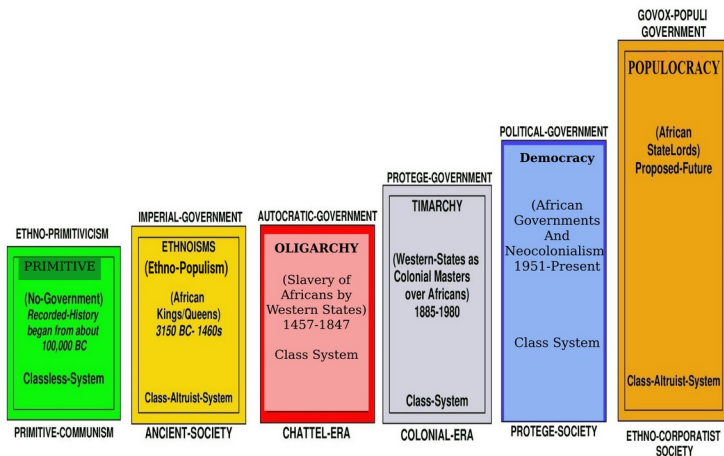 ETHNO-PRIMITIVICISM
PRIMITIVE
(No-Government)
Recorded-History
began from about
100,000 BC
Classless-System
PRIMITIVE-COMMUNISM
IMPERIAL-GOVERNMENT
ETHNOISMS
(Ethno-Populism)
(African
Kings/Queens)
3150 BC- 1460s
Class-Altruist-System
ANCIENT-SOCIETY
AUTOCRATIC-GOVERNMENT
OLIGARCHY
(Slavery of
Africans by
Western States)
1457-1847
Class System
CHATTEL-ERA
PROTEGE-GOVERNMENT
TIMARCHY
(Western-States as
Colonial Masters
over Africans)
1885-1980
Class-System
COLONIAL-ERA
POLITICAL-GOVERNMENT
Democracy
(African
Governments
And
Neocolonialism
1951-Present
Class System
PROTEGE-SOCIETY
GOVOX-POPULI
GOVERNMENT
POPULOCRACY
(African
StateLords)
Proposed-Future
Class-Altruist-System
ETHNO-CORPORATIST
SOCIETY